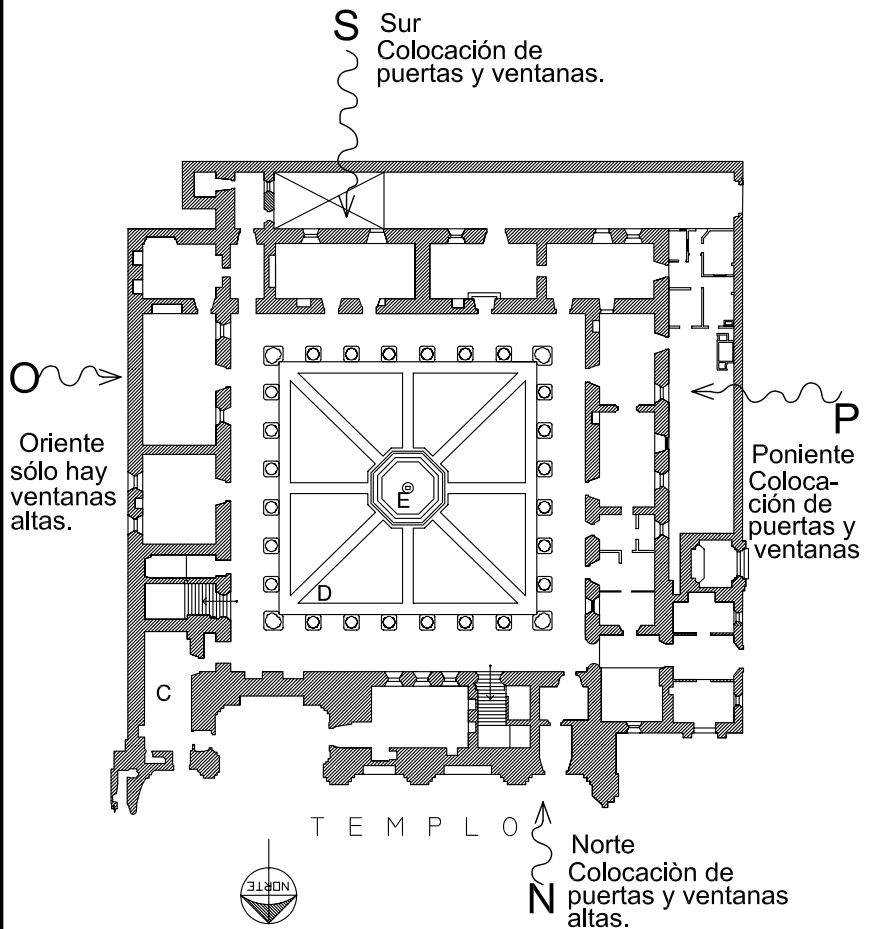 S
Sur
Colocación de
puertas y ventanas.
O
Oriente
sólo hay
ventanas
altas.
P
Poniente
Coloca-
ción de
puertas y
ventanas
E
D
C
T E M P L O
NORTE
N
Norte
Colocaciòn de
puertas y ventanas
altas.